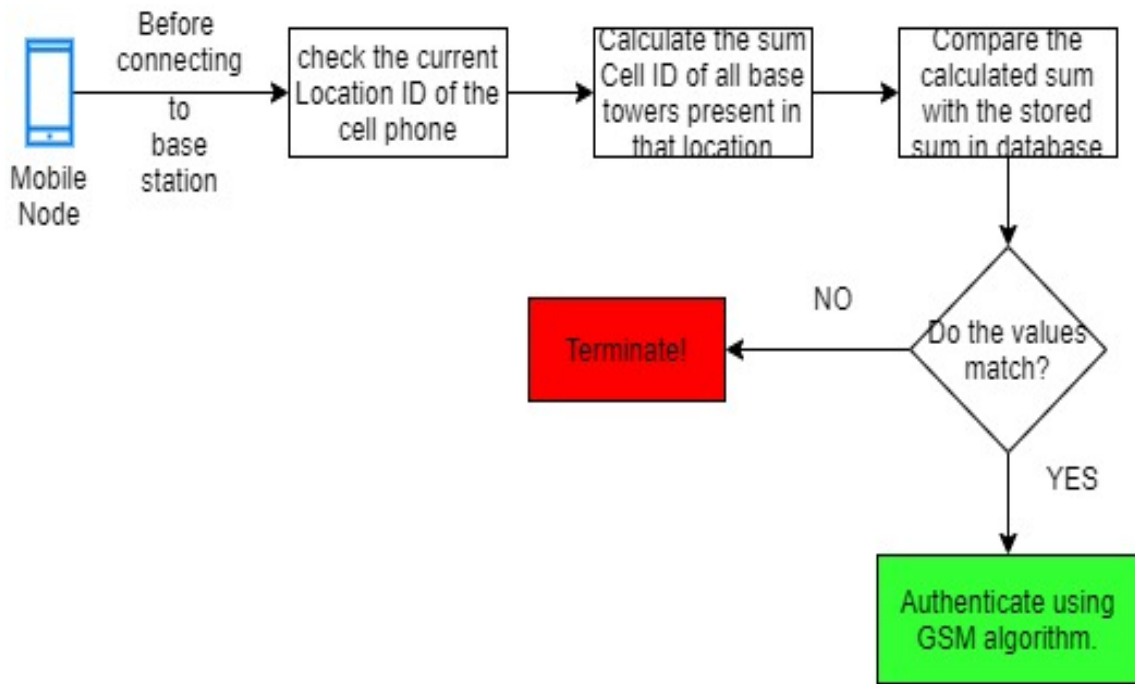 Before
connecting
to
base
station
Mobile
Node
check the current
Location ID of the
cell phone
Calculate the sum
Cell ID of all base
towers present in
that location
Compare the
calculated sum
with the stored
sum in database
Do the values
match?
NO
Terminate!
YES
Authenticate using
GSM algorithm.